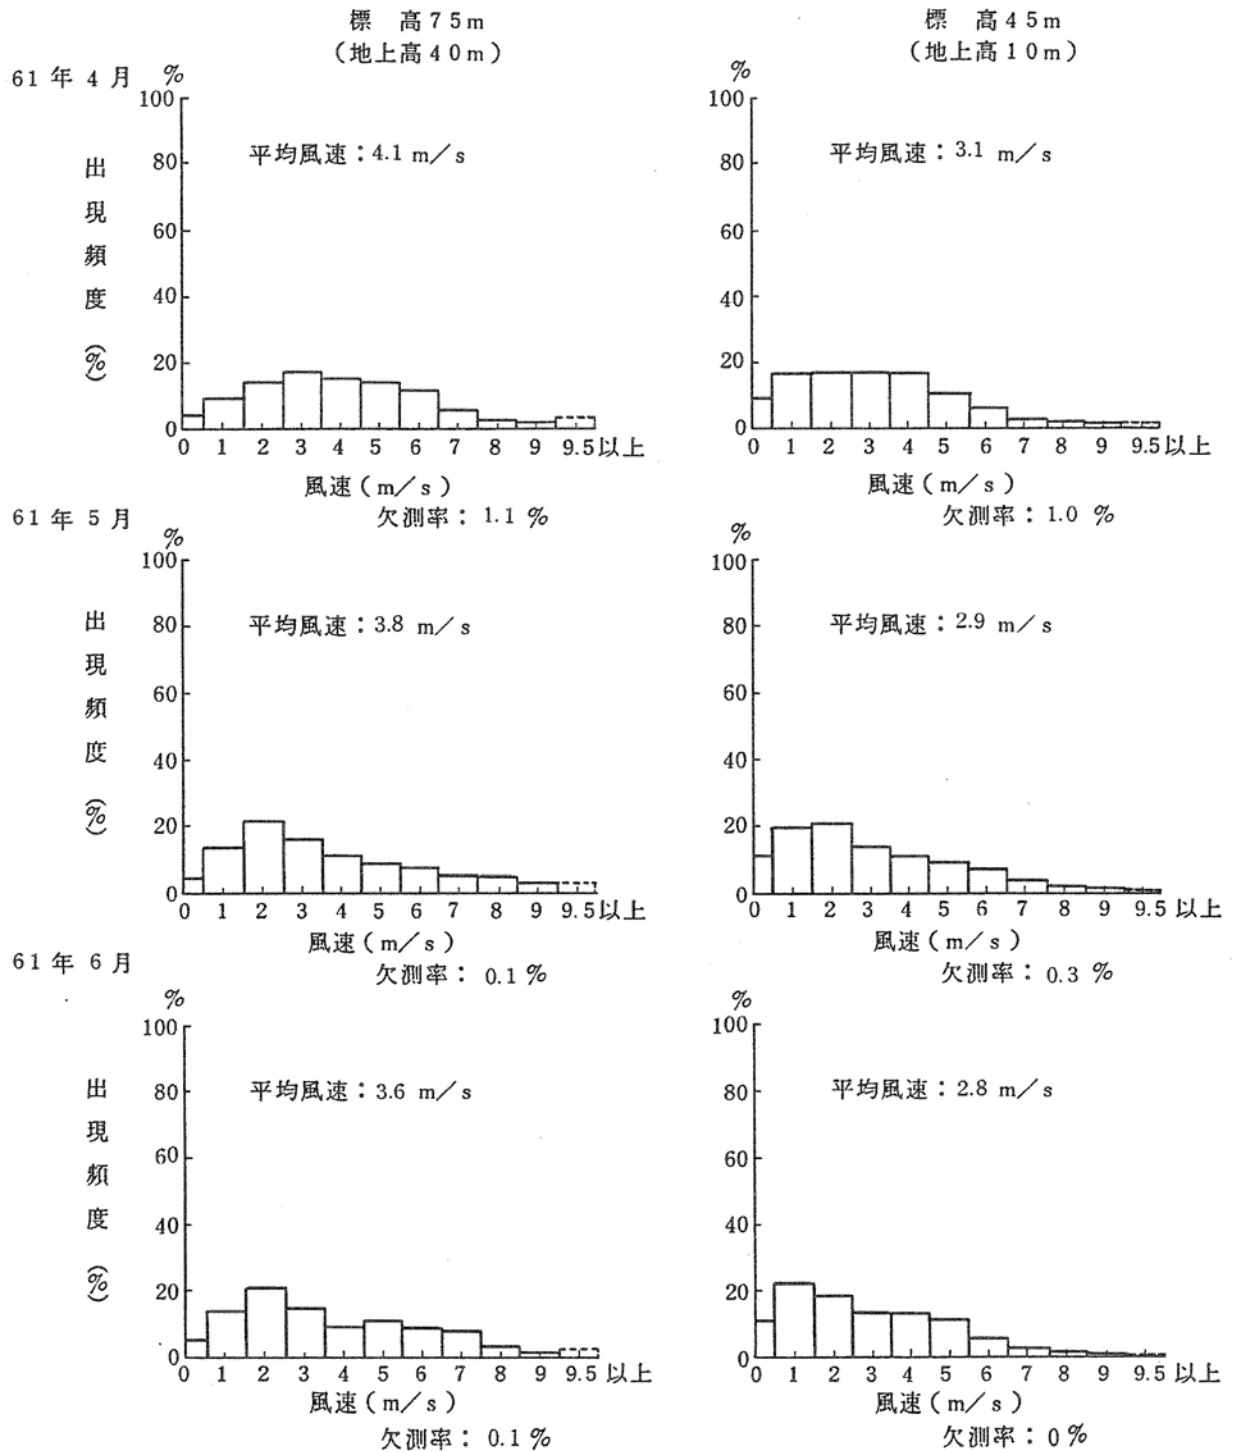 標 高 75m
標 高 45m
（地上高40m）
（地上高10m）
61年4月
%
100
80
60
40
20
0
出現頻度（%）
平均風速：4.1 m／s
0 1 2 3 4 5 6 7 8 9 9.5以上
風速（m／s）
欠測率：1.1 %
%
100
80
60
40
20
0
平均風速：3.1 m／s
0 1 2 3 4 5 6 7 8 9 9.5以上
風速（m／s）
欠測率：1.0 %
61年5月
%
100
80
60
40
20
0
出現頻度（%）
平均風速：3.8 m／s
0 1 2 3 4 5 6 7 8 9 9.5以上
風速（m／s）
欠測率：0.1 %
%
100
80
60
40
20
0
平均風速：2.9 m／s
0 1 2 3 4 5 6 7 8 9 9.5以上
風速（m／s）
欠測率：0.3 %
61年6月
%
100
80
60
40
20
0
出現頻度（%）
平均風速：3.6 m／s
0 1 2 3 4 5 6 7 8 9 9.5以上
風速（m／s）
欠測率：0.1 %
%
100
80
60
40
20
0
平均風速：2.8 m／s
0 1 2 3 4 5 6 7 8 9 9.5以上
風速（m／s）
欠測率：0 %